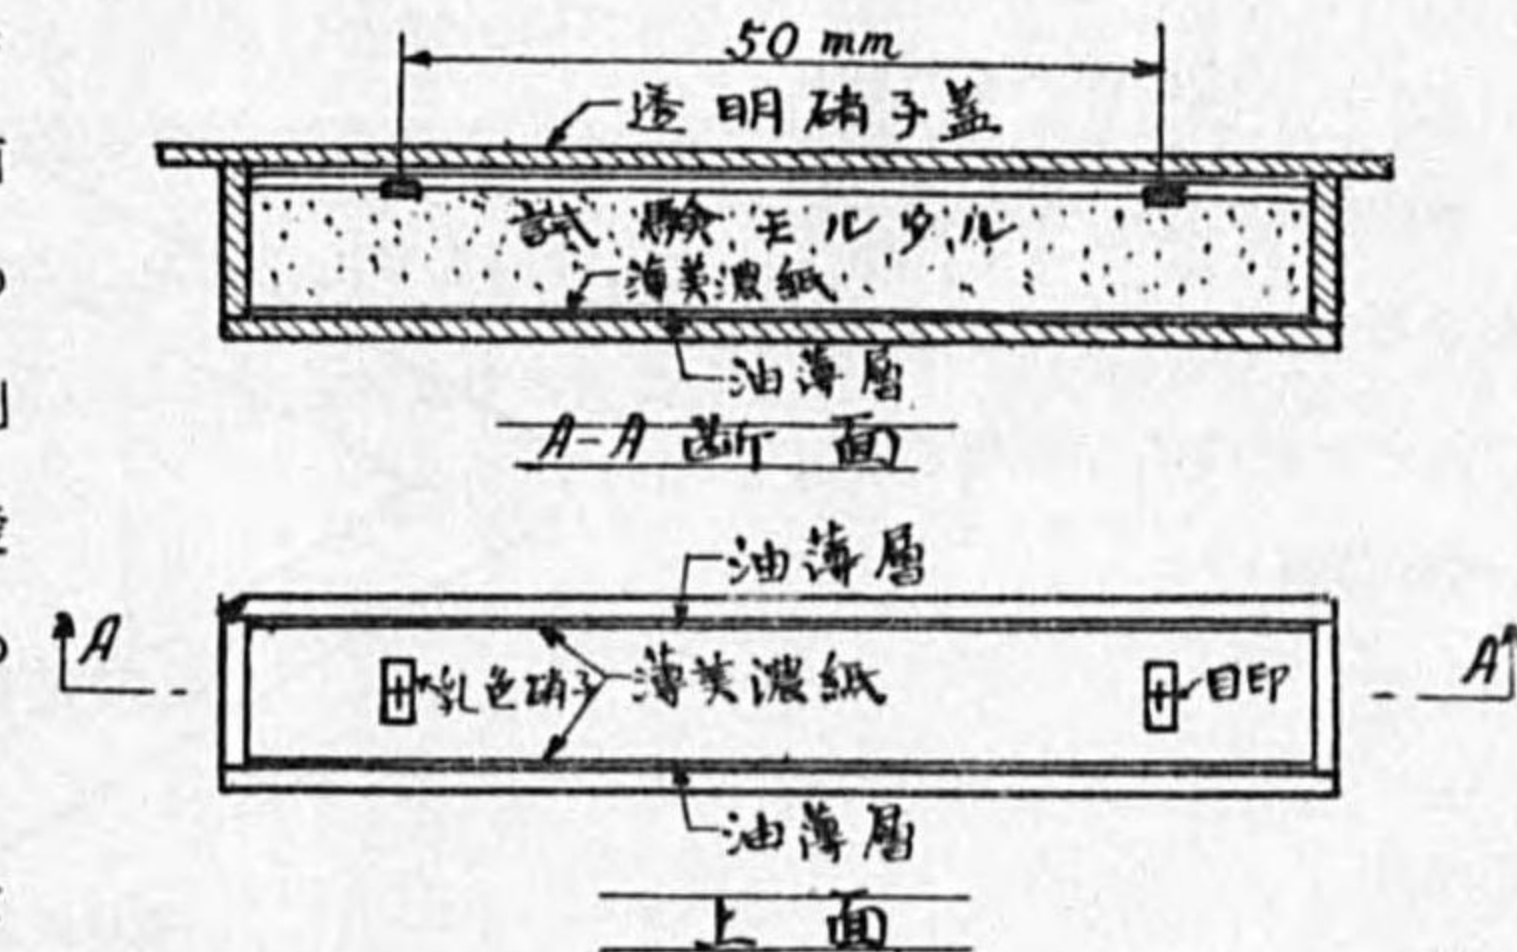 50 mm
透明硝子蓋
試験モルタル
薄美濃紙
油薄層
A-A 断面
油薄層
A
乳色硝子
薄美濃紙
目印
A
油薄層
上面